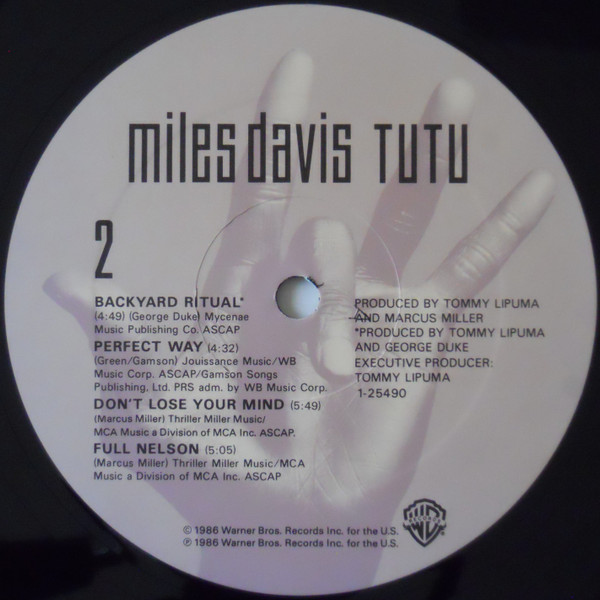 miles davis TUTU
2
BACKYARD RITUAL*
(4:49) (George Duke) Mycenae
Music Publishing Co. ASCAP
PERFECT WAY (4:32)
(Green/Gamson) Jouissance Music/WB
Music Corp. ASCAP/Gamson Songs
Publishing, Ltd. PRS adm. by WB Music Corp.
DON'T LOSE YOUR MIND (5:49)
(Marcus Miller) Thriller Miller Music/
MCA Music a Division of MCA Inc. ASCAP.
FULL NELSON (5:05)
(Marcus Miller) Thriller Miller Music/MCA
Music a Division of MCA Inc. ASCAP
PRODUCED BY TOMMY LIPUMA
AND MARCUS MILLER
*PRODUCED BY TOMMY LIPUMA
AND GEORGE DUKE
EXECUTIVE PRODUCER:
TOMMY LIPUMA
1-25490
© 1986 Warner Bros. Records Inc. for the U.S.
℗ 1986 Warner Bros. Records Inc. for the U.S.
WB
RECORDS